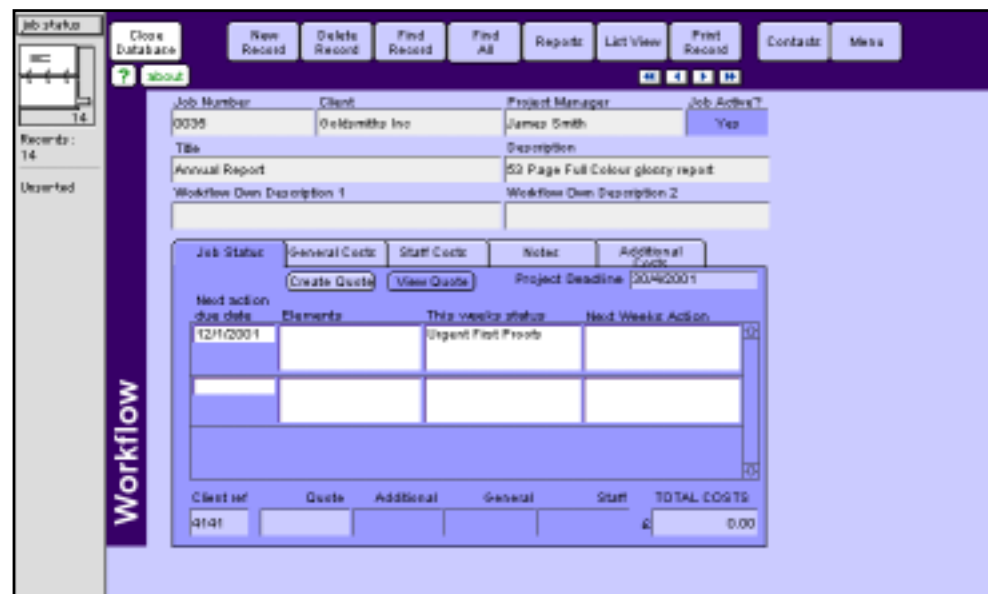 job status
14
Records:
14
Unsorted
Close Database
New Record
Delete Record
Find Record
Find All
Reports
List View
Print Record
Contacts
Menu
? about
Job Number Client Project Manager Job Active?
0035 Goldsmiths Inc James Smith Yes
Title Description
Annual Report 53 Page Full Colour glossy report
Workflow Own Description 1 Workflow Own Description 2
Job Status General Costs Staff Costs Notes Additional Costs
Create Quote View Quote Project Deadline 30/4/2001
Next action
due date Elements This weeks status Next Weeks Action
12/1/2001 Urgent First Proofs
Workflow
Client ref Quote Additional General Staff TOTAL COSTS
4141 £ 0.00